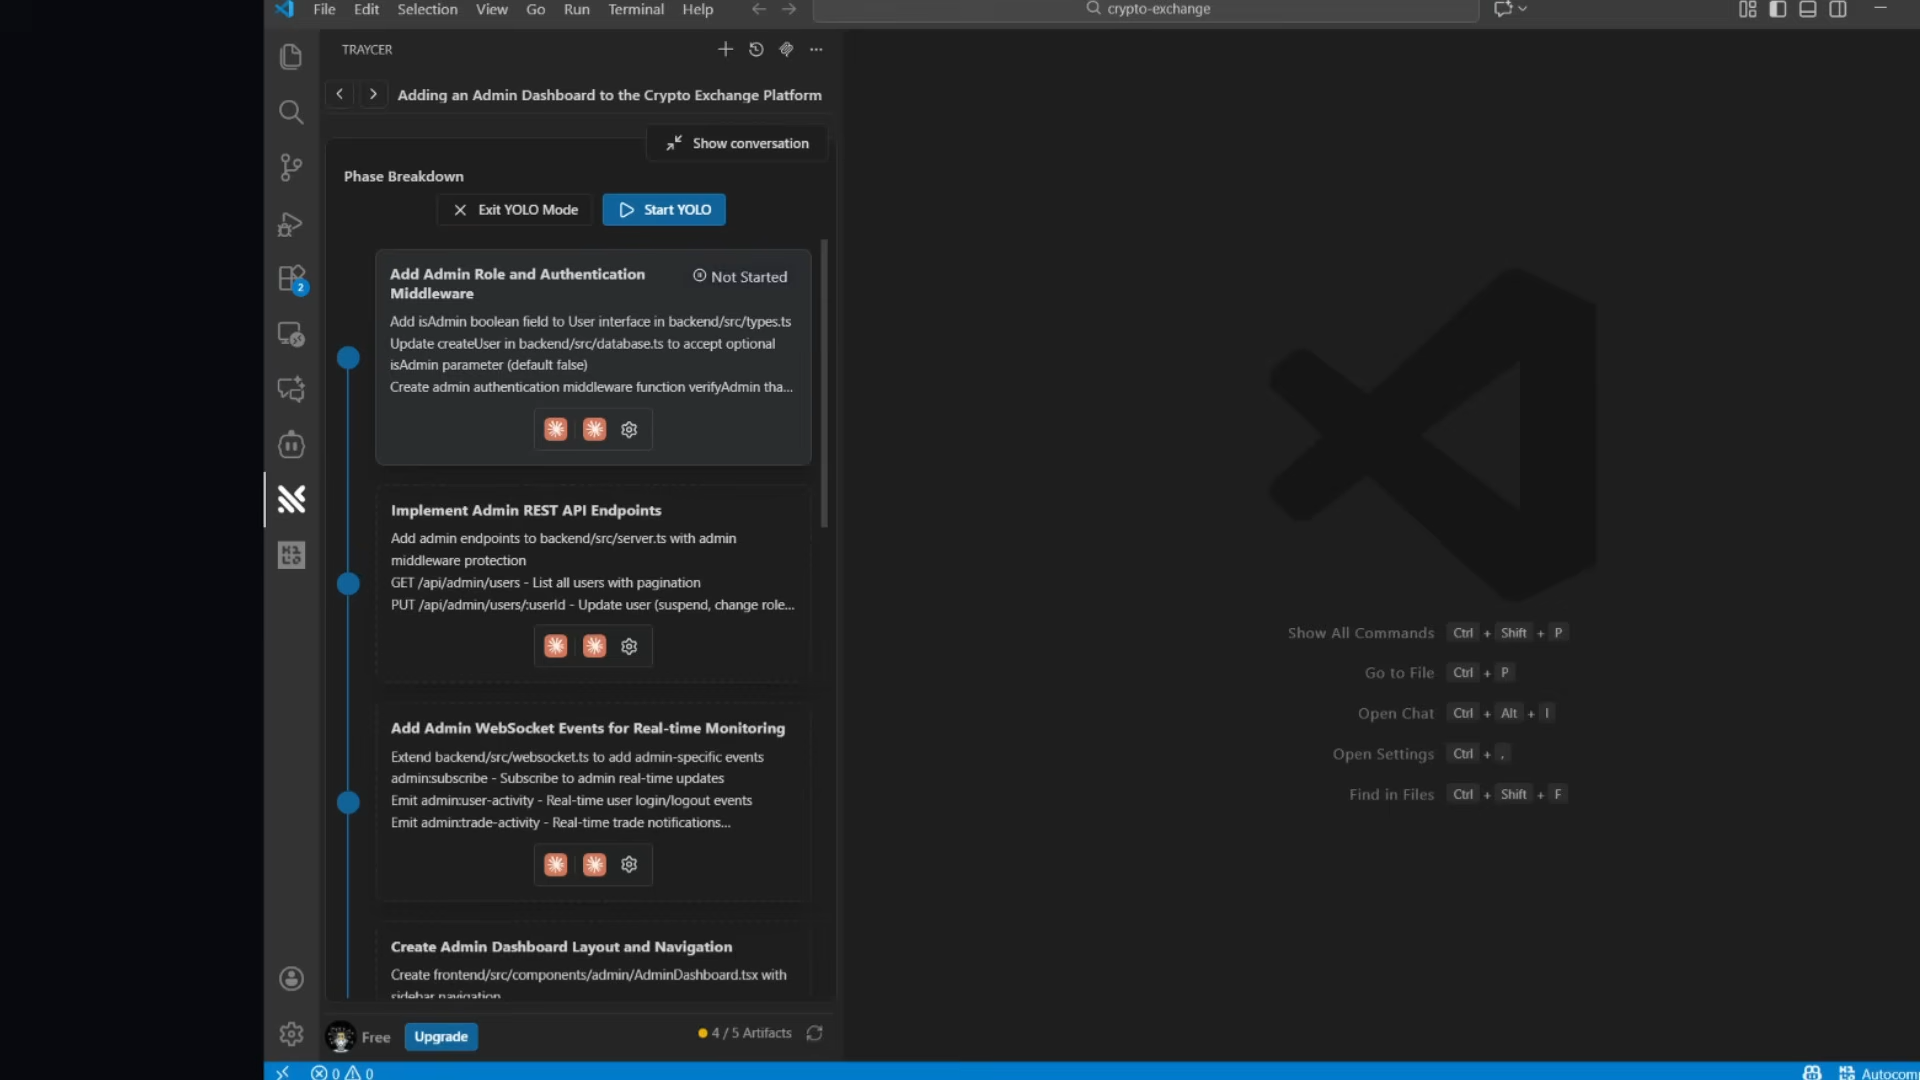 File Edit Selection View Go Run Terminal Help
crypto-exchange
TRAYCER
Adding an Admin Dashboard to the Crypto Exchange Platform
Show conversation
Phase Breakdown
Exit YOLO Mode
Start YOLO
Add Admin Role and Authentication
Middleware
Not Started
Add isAdmin boolean field to User interface in backend/src/types.ts
Update createUser in backend/src/database.ts to accept optional
isAdmin parameter (default false)
Create admin authentication middleware function verifyAdmin tha...
2
Implement Admin REST API Endpoints
Add admin endpoints to backend/src/server.ts with admin
middleware protection
GET /api/admin/users - List all users with pagination
PUT /api/admin/users/:userId - Update user (suspend, change role...
Add Admin WebSocket Events for Real-time Monitoring
Extend backend/src/websocket.ts to add admin-specific events
admin:subscribe - Subscribe to admin real-time updates
Emit admin:user-activity - Real-time user login/logout events
Emit admin:trade-activity - Real-time trade notifications...
Create Admin Dashboard Layout and Navigation
Create frontend/src/components/admin/AdminDashboard.tsx with
sidebar navigation
Free
Upgrade
4 / 5 Artifacts
0 0
Show All Commands Ctrl + Shift + P
Go to File Ctrl + P
Open Chat Ctrl + Alt + I
Open Settings Ctrl + ,
Find in Files Ctrl + Shift + F
Autocom